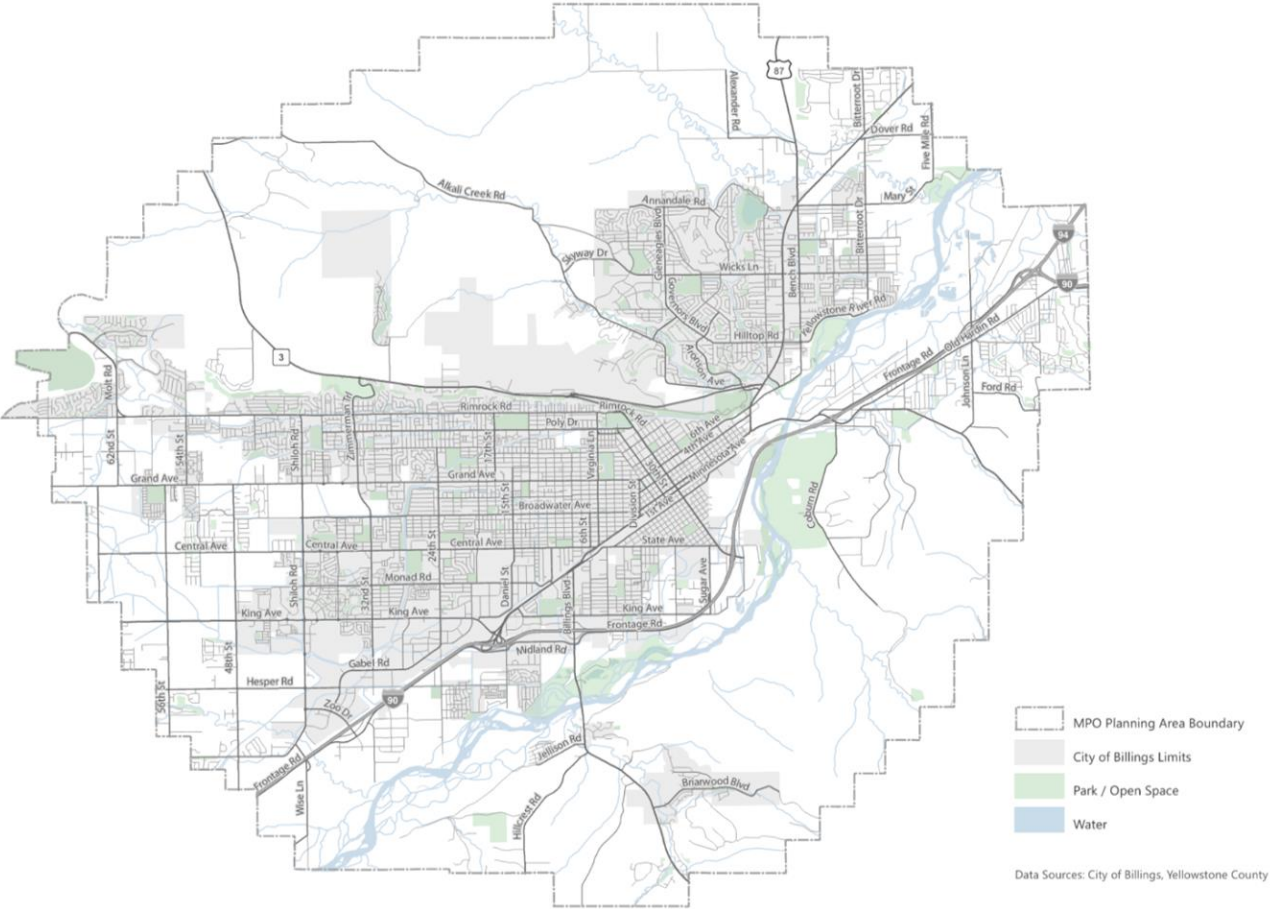 87
Alexander Rd
Bitterroot Dr
Dover Rd
Five Mile Rd
Alkali Creek Rd
Annandale Rd
Mary St
Gleneagles Blvd
Bitterroot Dr
94
Skyway Dr
Wicks Ln
Bench Blvd
90
Governors Blvd
Yellowstone River Rd
Hilltop Rd
Old Hardin Rd
3
Aronson Ave
Frontage Rd
Molt Rd
Johnson Ln
Ford Rd
Zimmerman Trl
Rimrock Rd
Rimrock Rd
Poly Dr
6th Ave
4th Ave
Minnesota Ave
62nd St
54th St
Shiloh Rd
17th St
Virginia Ln
Grand Ave
Grand Ave
30th St
15th St
Broadwater Ave
Division St
1st Ave
Coburn Rd
6th St
Central Ave
Central Ave
24th St
Central Ave
State Ave
Monad Rd
Shiloh Rd
32nd St
Daniel St
Billings Blvd
Sugar Ave
King Ave
King Ave
King Ave
Frontage Rd
48th St
Midland Rd
Gabel Rd
Hesper Rd
56th St
90
Zoo Dr
Jellison Rd
Frontage Rd
Wise Ln
Briarwood Blvd
Hillcrest Rd
MPO Planning Area Boundary
City of Billings Limits
Park / Open Space
Water
Data Sources: City of Billings, Yellowstone County